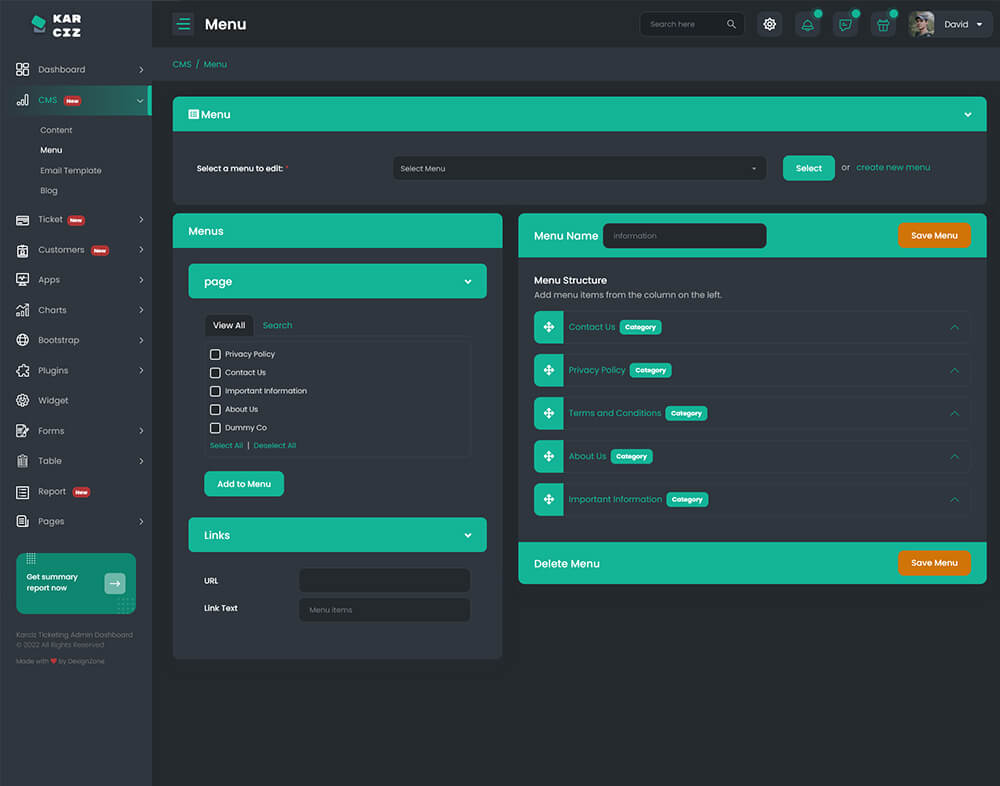 KAR
CIZ
Menu
Search here
David
Dashboard
CMS New
Content
Menu
Email Template
Blog
Ticket New
Customers New
Apps
Charts
Bootstrap
Plugins
Widget
Forms
Table
Report New
Pages
Get summary
report now
Karciz Ticketing Admin Dashboard
© 2022 All Rights Reserved
Made with ❤ by DexignZone
CMS / Menu
Menu
Select a menu to edit: *
Select Menu
Select or create new menu
Menus
page
View All Search
Privacy Policy
Contact Us
Important Information
About Us
Dummy Co
Select All | Deselect All
Add to Menu
Links
URL
Link Text
Menu items
Menu Name
information
Save Menu
Menu Structure
Add menu items from the column on the left.
Contact Us Category
Privacy Policy Category
Terms and Conditions Category
About Us Category
Important Information Category
Delete Menu
Save Menu